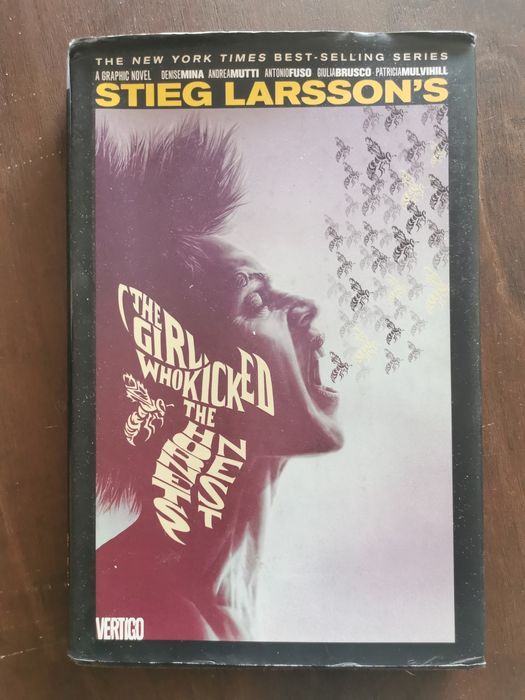 THE NEW YORK TIMES BEST-SELLING SERIES
A GRAPHIC NOVEL DENISEMINA ANDREAMUTTI ANTONIOFUSO GIULIABRUSCO PATRICIAMULVIHILL
STIEG LARSSON'S
THE
GIRL
WHO KICKED
THE
HORNETS'
NEST
VERTIGO